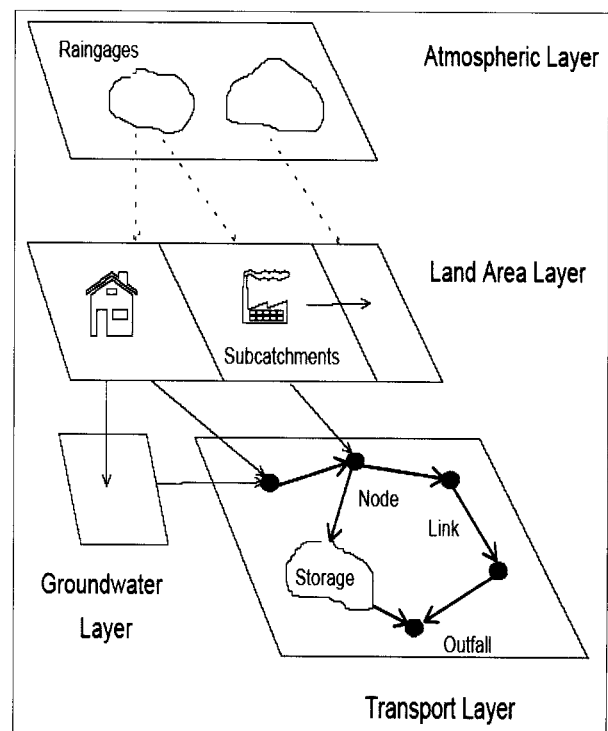 Raingages
Atmospheric Layer
Land Area Layer
Subcatchments
Node
Link
Storage
Groundwater
Layer
Outfall
Transport Layer